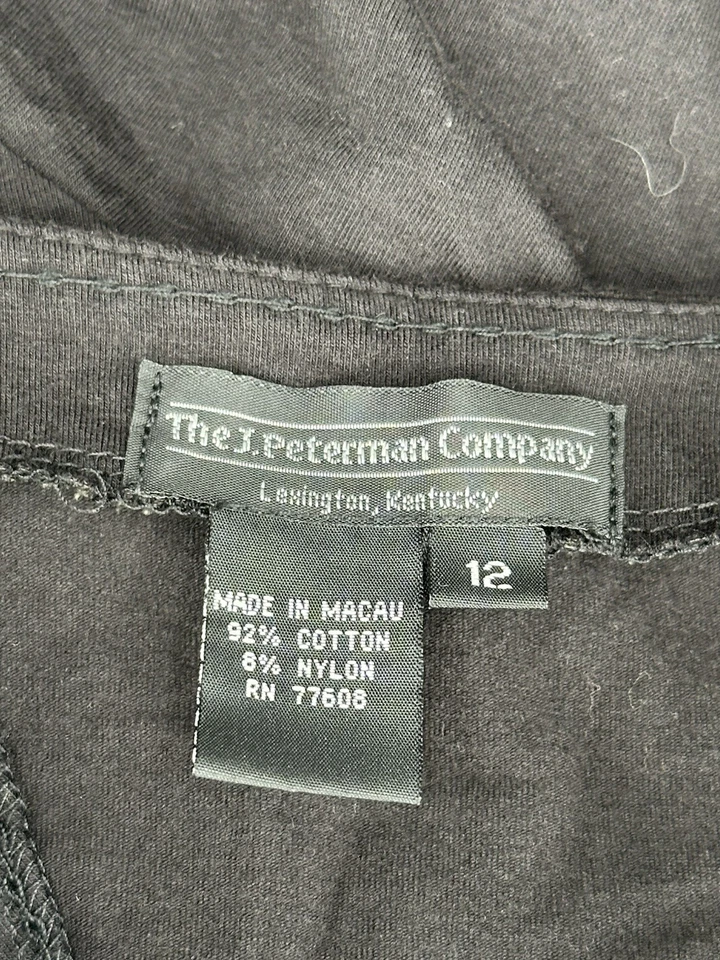 The J. Peterman Company
Lexington, Kentucky
12
MADE IN MACAU
92% COTTON
8% NYLON
RN 77608